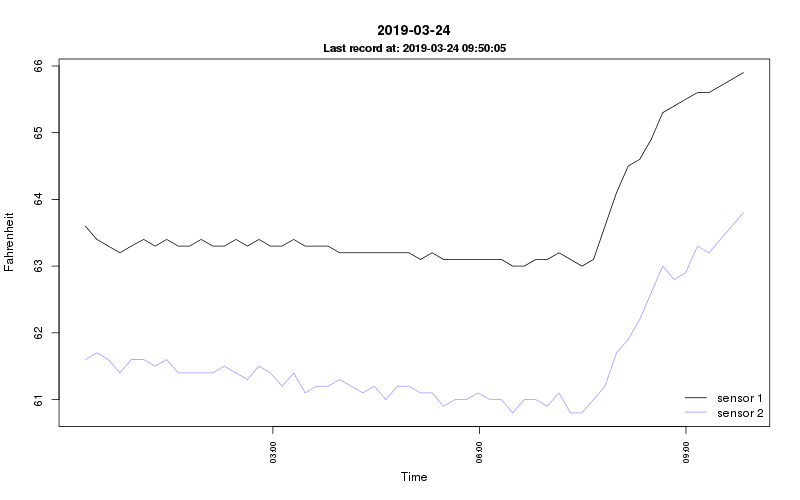 2019-03-24
Last record at: 2019-03-24 09:50:05
Fahrenheit
66
65
64
63
62
61
sensor 1
sensor 2
03:00
06:00
09:00
Time